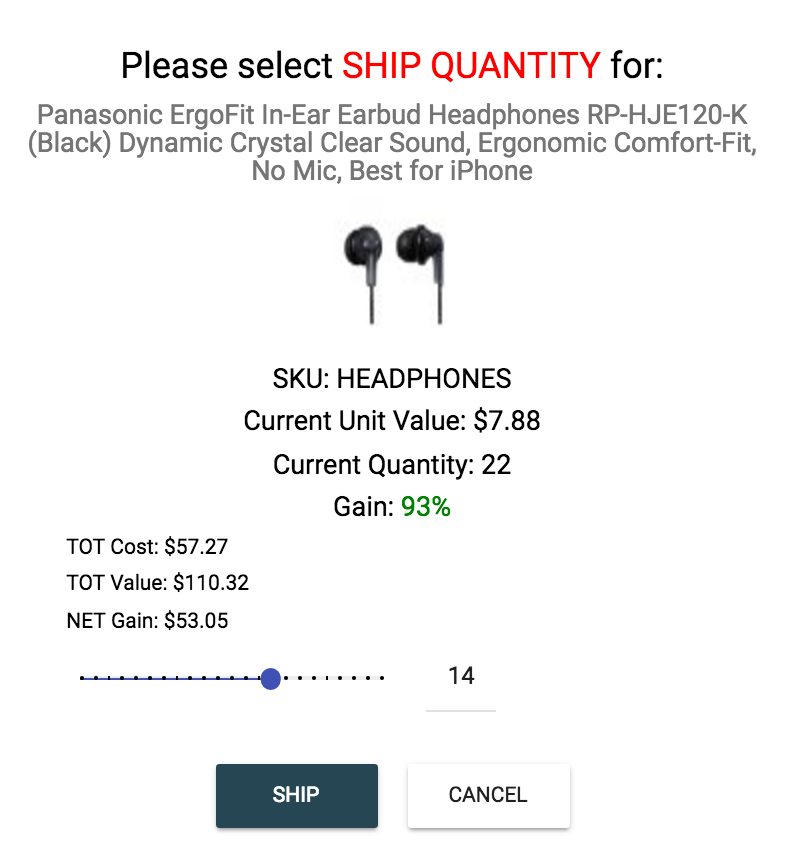 Please select SHIP QUANTITY for:
Panasonic ErgoFit In-Ear Earbud Headphones RP-HJE120-K
(Black) Dynamic Crystal Clear Sound, Ergonomic Comfort-Fit,
No Mic, Best for iPhone
SKU: HEADPHONES
Current Unit Value: $7.88
Current Quantity: 22
Gain: 93%
TOT Cost: $57.27
TOT Value: $110.32
NET Gain: $53.05
14
SHIP CANCEL